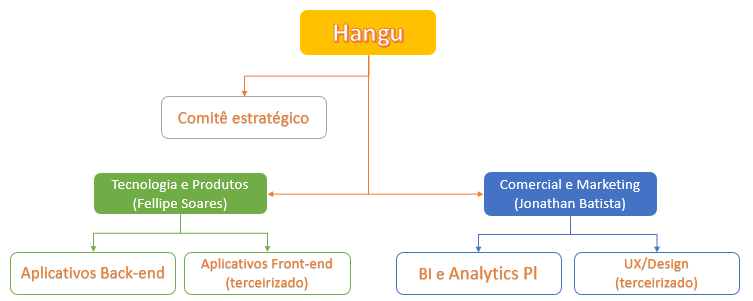 Hangu
Comitê estratégico
Tecnologia e Produtos
(Fellipe Soares)
Comercial e Marketing
(Jonathan Batista)
Aplicativos Back-end
Aplicativos Front-end
(terceirizado)
BI e Analytics PI
UX/Design
(terceirizado)